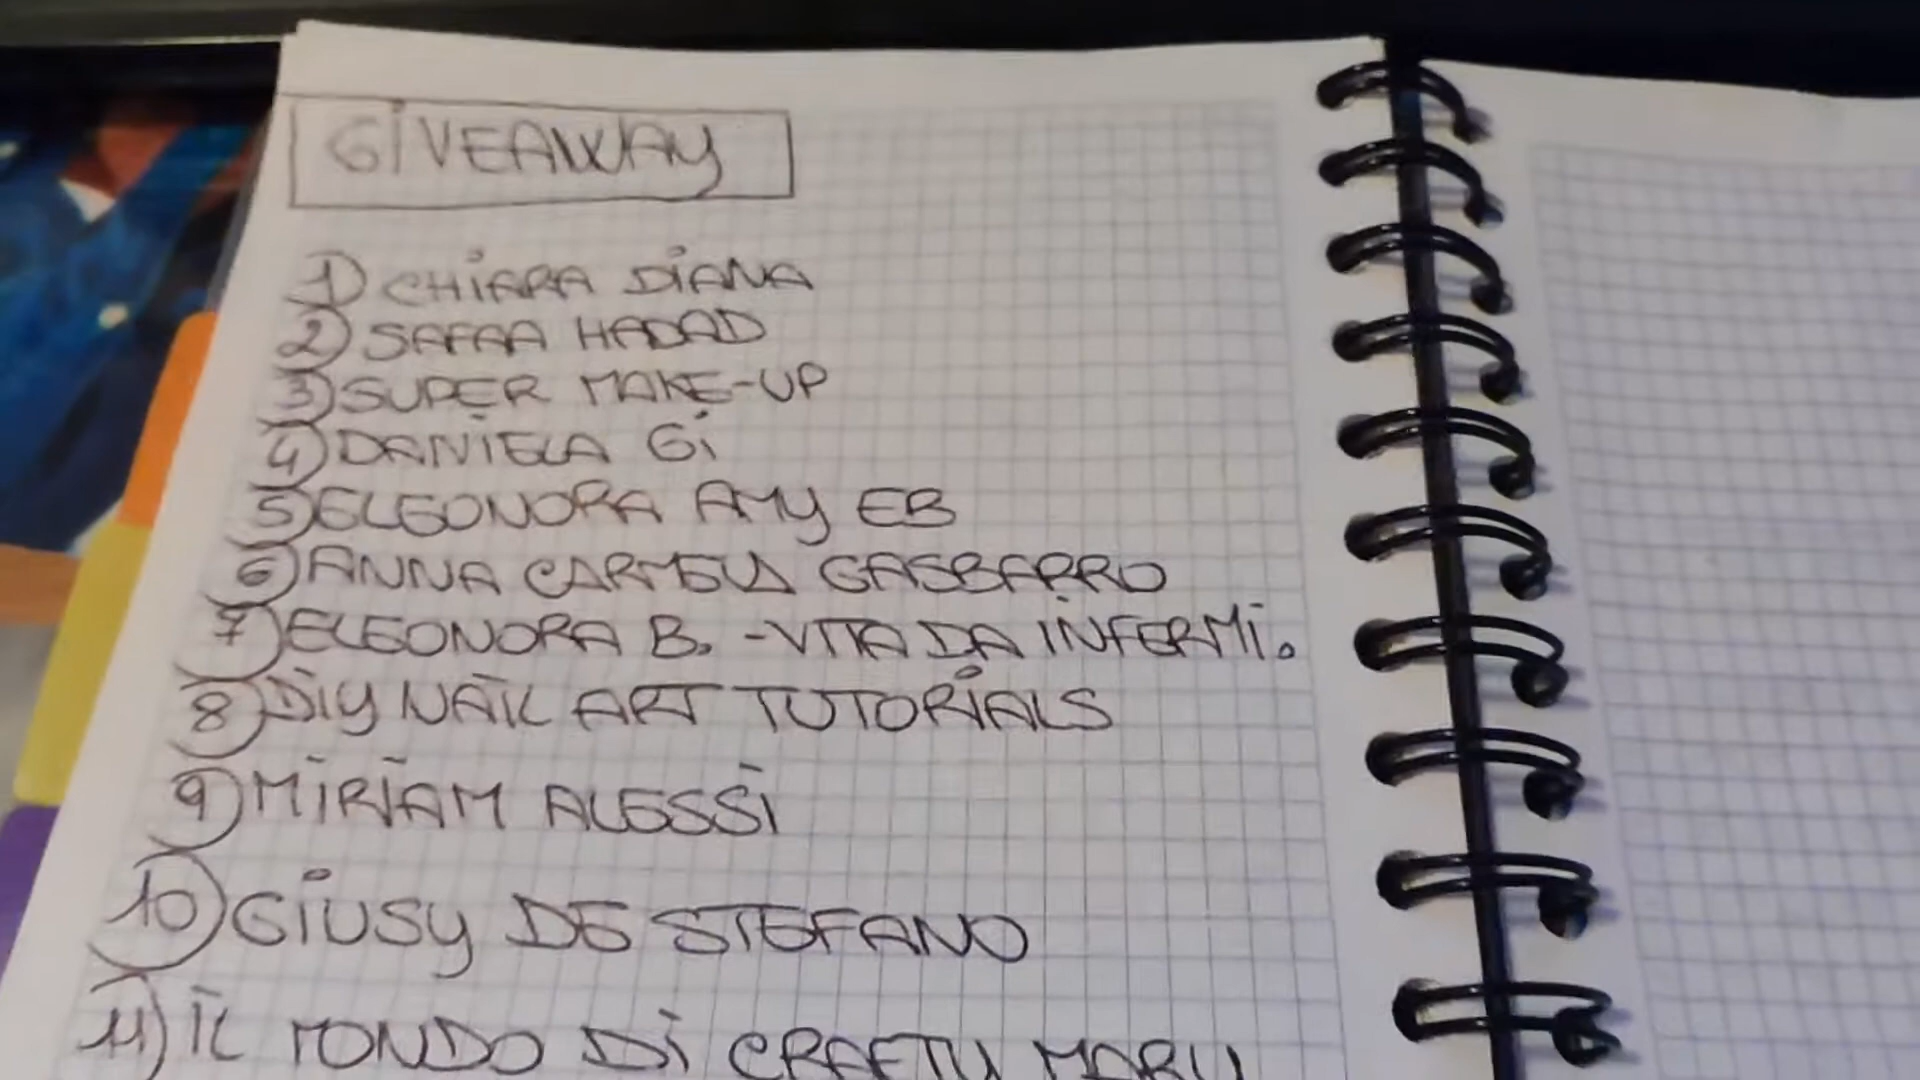 GIVEAWAY
1) CHIARA DIANA
2) SAFAA HADAD
3) SUPER MAKE-UP
4) DANIELA Gi
5) ELEONORA AMY EB
6) ANNA CARMELA GASBARRO
7) ELEONORA B. -VITA DA INFERMI.
8) DIY NAIL ART TUTORIALS
9) MIRIAM ALESSI
10) GIUSY DE STEFANO
11) IL MONDO DI CRAFTY MARY